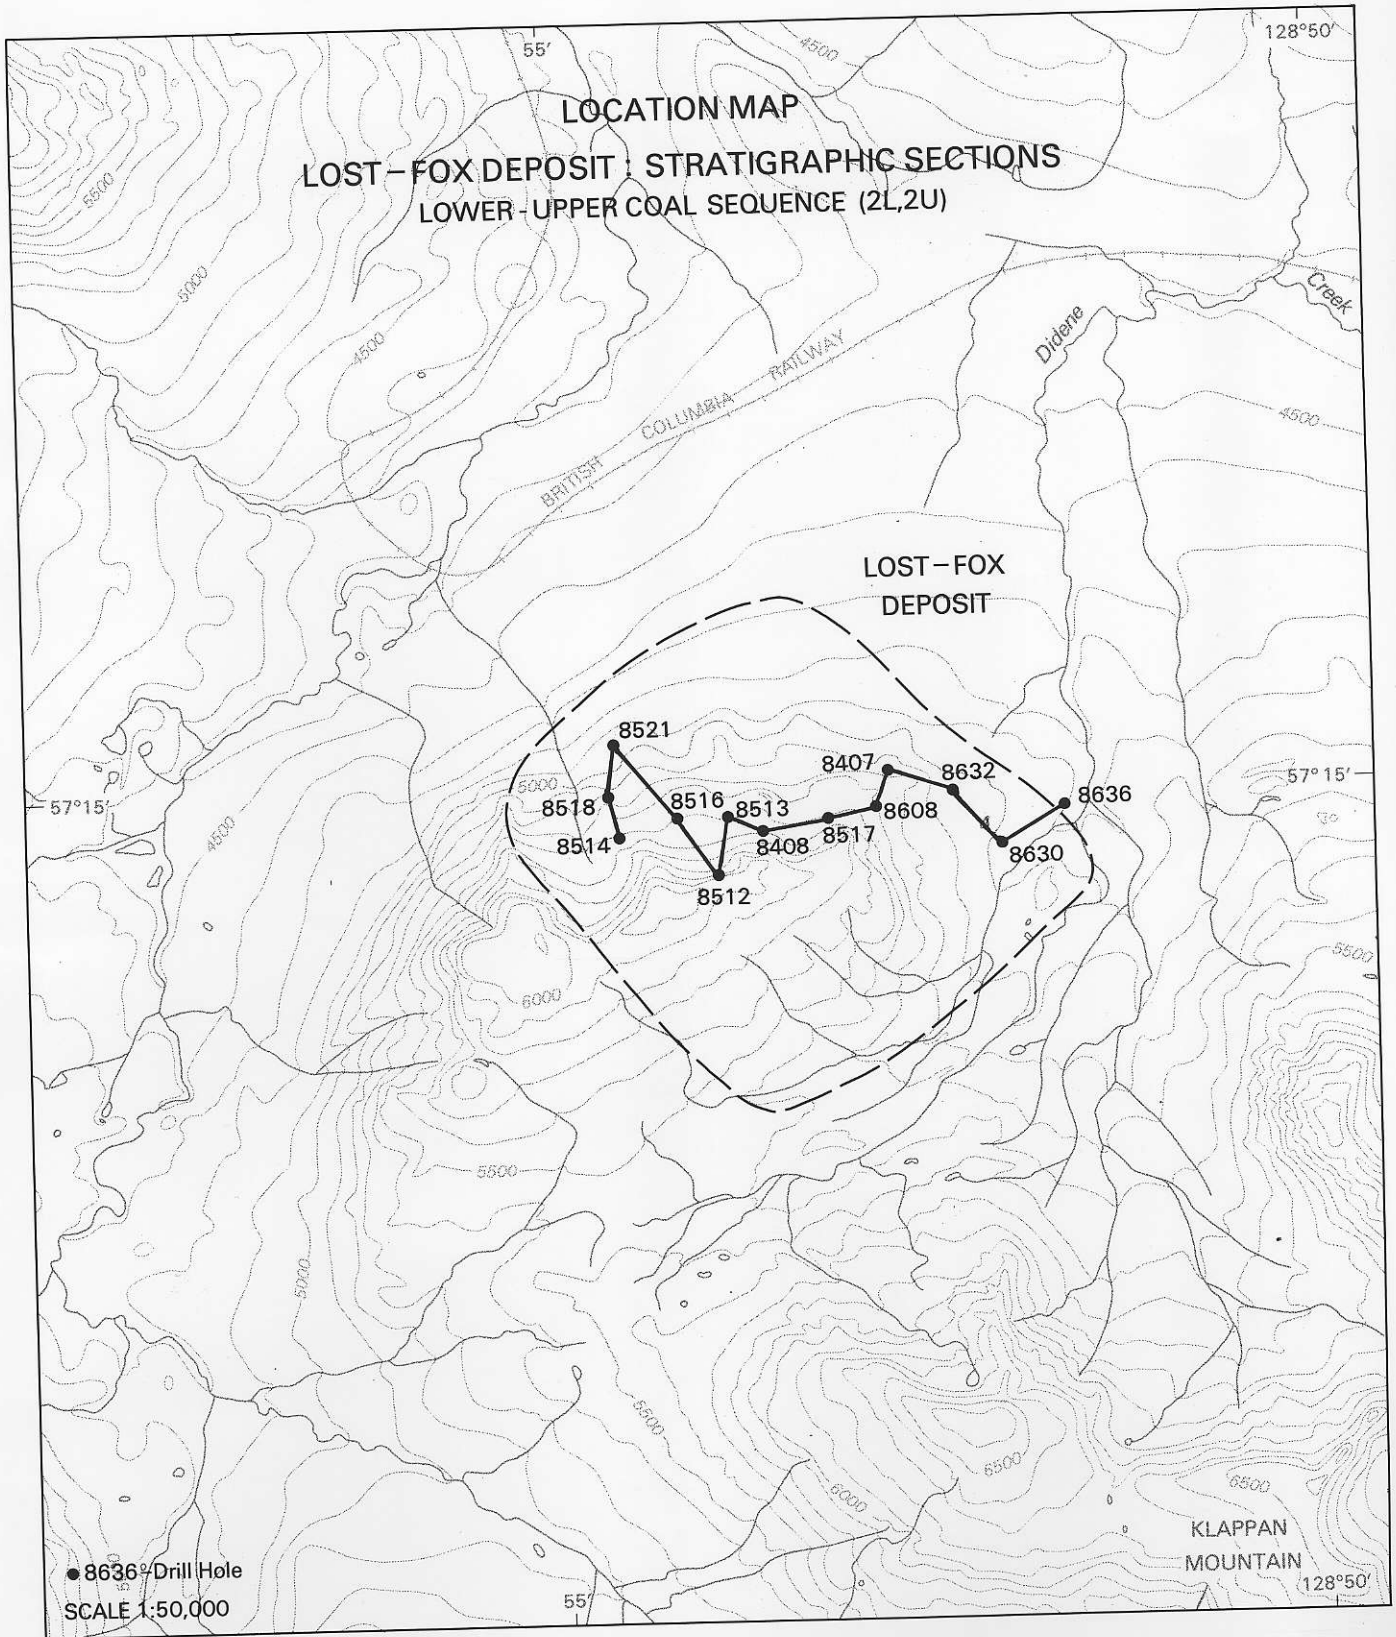 55'
128°50'
4500
LOCATION MAP
LOST-FOX DEPOSIT : STRATIGRAPHIC SECTIONS
LOWER-UPPER COAL SEQUENCE (2L,2U)
5500
5000
Creek
Didene
4500
BRITISH COLUMBIA RAILWAY
4500
LOST-FOX
DEPOSIT
8521
8407
8632
57°15'
5000
8636
57°15'
8518
8516
8513
8608
4500
8514
8408
8517
8630
8512
5500
6000
5500
5000
5500
6500
6000
6500
KLAPPAN
MOUNTAIN
8636-Drill Hole
128°50'
SCALE 1:50,000
55'